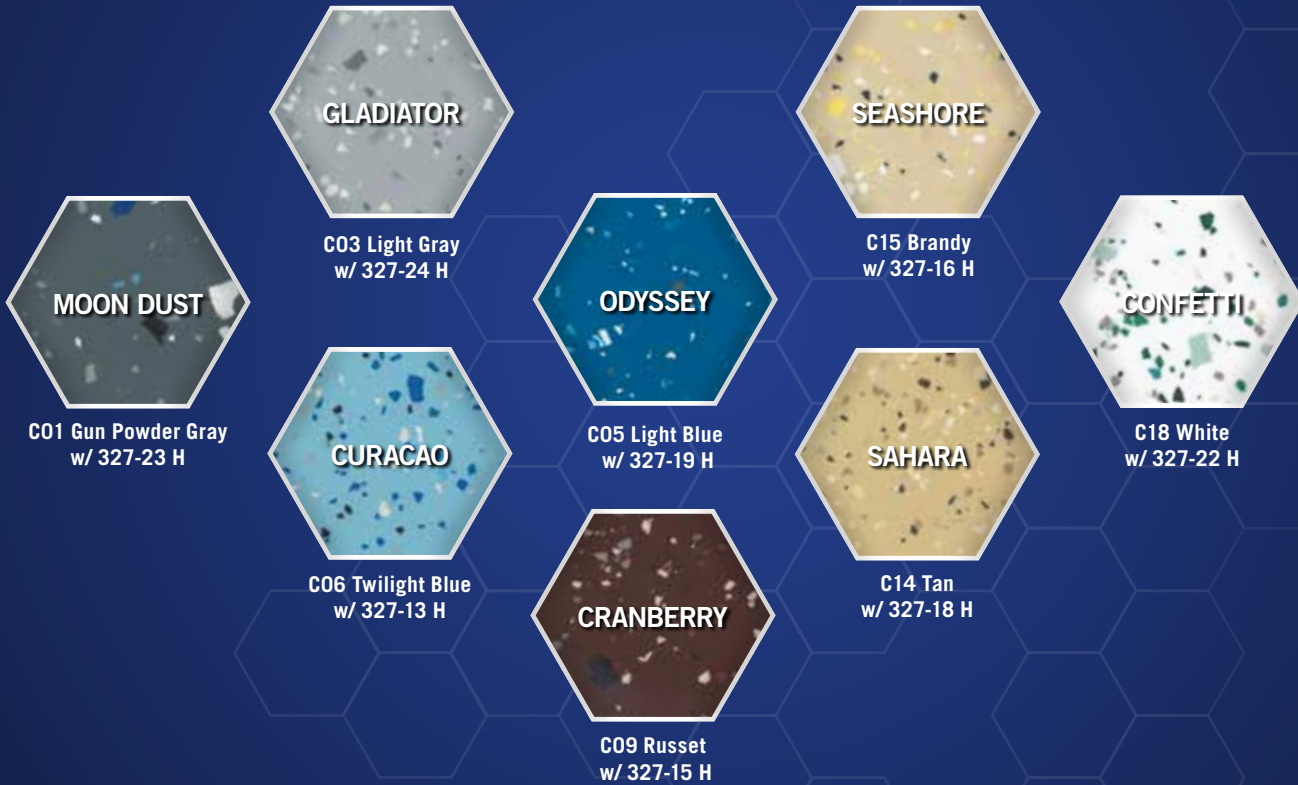 GLADIATOR
C03 Light Gray
w/ 327-24 H
SEASHORE
C15 Brandy
w/ 327-16 H
MOON DUST
C01 Gun Powder Gray
w/ 327-23 H
ODYSSEY
C05 Light Blue
w/ 327-19 H
CONFETTI
C18 White
w/ 327-22 H
CURACAO
C06 Twilight Blue
w/ 327-13 H
SAHARA
C14 Tan
w/ 327-18 H
CRANBERRY
C09 Russet
w/ 327-15 H